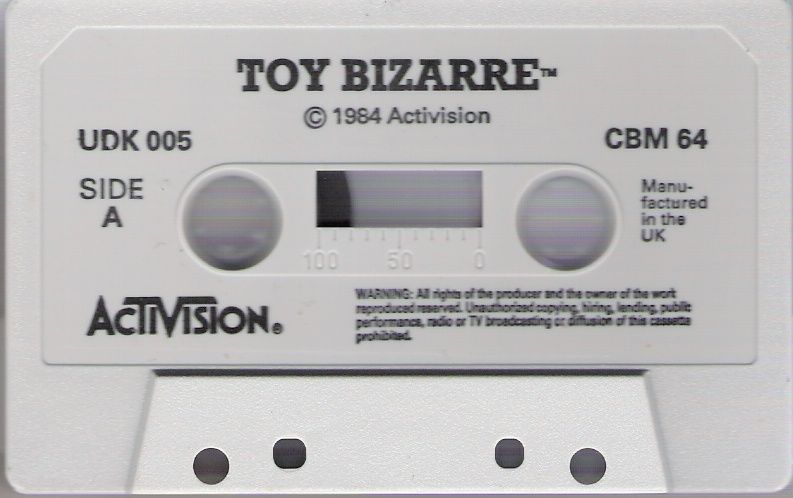 TOY BIZARRE™
© 1984 Activision
UDK 005
CBM 64
SIDE
A
Manu-
factured
in the
UK
100 50 0
ACTIVISION®
WARNING: All rights of the producer and the owner of the work
reproduced reserved. Unauthorized copying, hiring, lending, public
performance, radio or TV broadcasting or diffusion of this cassette
prohibited.